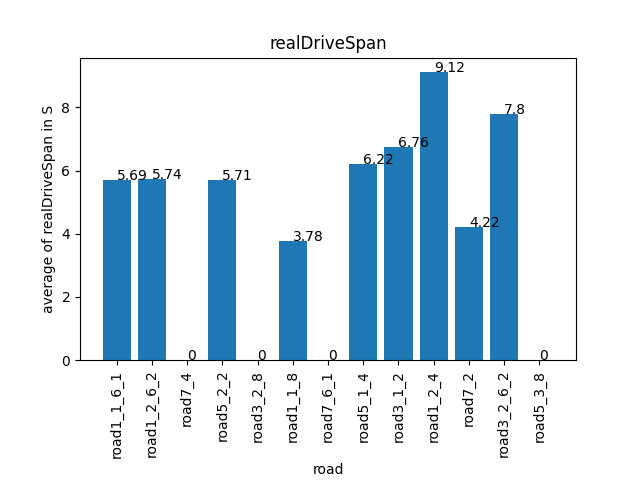 realDriveSpan
average of realDriveSpan in S
8
6
4
2
0
5.69
5.74
0
5.71
0
3.78
0
6.22
6.76
9.12
4.22
7.8
0
road1_1_6_1
road1_2_6_2
road7_4
road5_2_2
road3_2_8
road1_1_8
road7_6_1
road5_1_4
road3_1_2
road1_2_4
road7_2
road3_2_6_2
road5_3_8
road